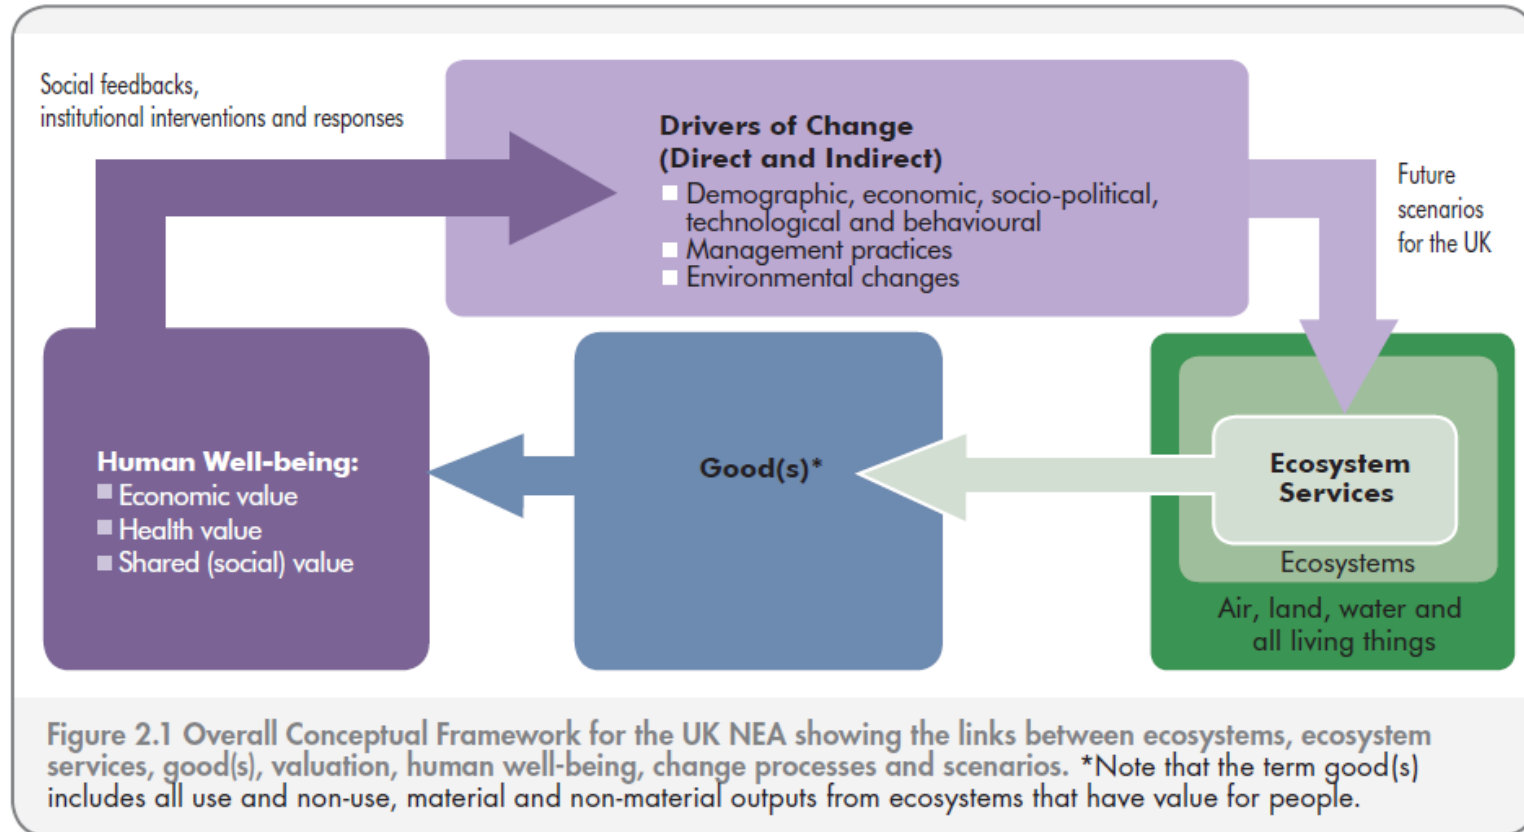 Social feedbacks,
institutional interventions and responses
Drivers of Change
(Direct and Indirect)
Demographic, economic, socio-political,
technological and behavioural
Management practices
Environmental changes
Future
scenarios
for the UK
Human Well-being:
Economic value
Health value
Shared (social) value
Good(s)*
Ecosystem
Services
Ecosystems
Air, land, water and
all living things
Figure 2.1 Overall Conceptual Framework for the UK NEA showing the links between ecosystems, ecosystem
services, good(s), valuation, human well-being, change processes and scenarios. *Note that the term good(s)
includes all use and non-use, material and non-material outputs from ecosystems that have value for people.